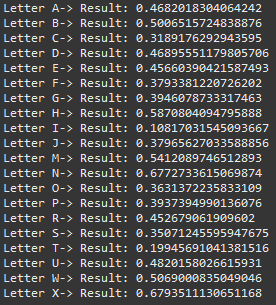 Letter A-> Result: 0.4682018304064242
Letter B-> Result: 0.5006515724838876
Letter C-> Result: 0.3189176292943595
Letter D-> Result: 0.46895551179805706
Letter E-> Result: 0.45660390421587493
Letter F-> Result: 0.3793381220726202
Letter G-> Result: 0.3946078733317463
Letter H-> Result: 0.5870804094795888
Letter I-> Result: 0.10817031545093667
Letter J-> Result: 0.37965627033588856
Letter M-> Result: 0.5412089746512893
Letter N-> Result: 0.6772733615069874
Letter O-> Result: 0.3631372235833109
Letter P-> Result: 0.3937394990136076
Letter R-> Result: 0.452679061909602
Letter S-> Result: 0.35071245595947675
Letter T-> Result: 0.19945691041381516
Letter U-> Result: 0.4820158026615931
Letter W-> Result: 0.5069000835049046
Letter X-> Result: 0.6793511130651168